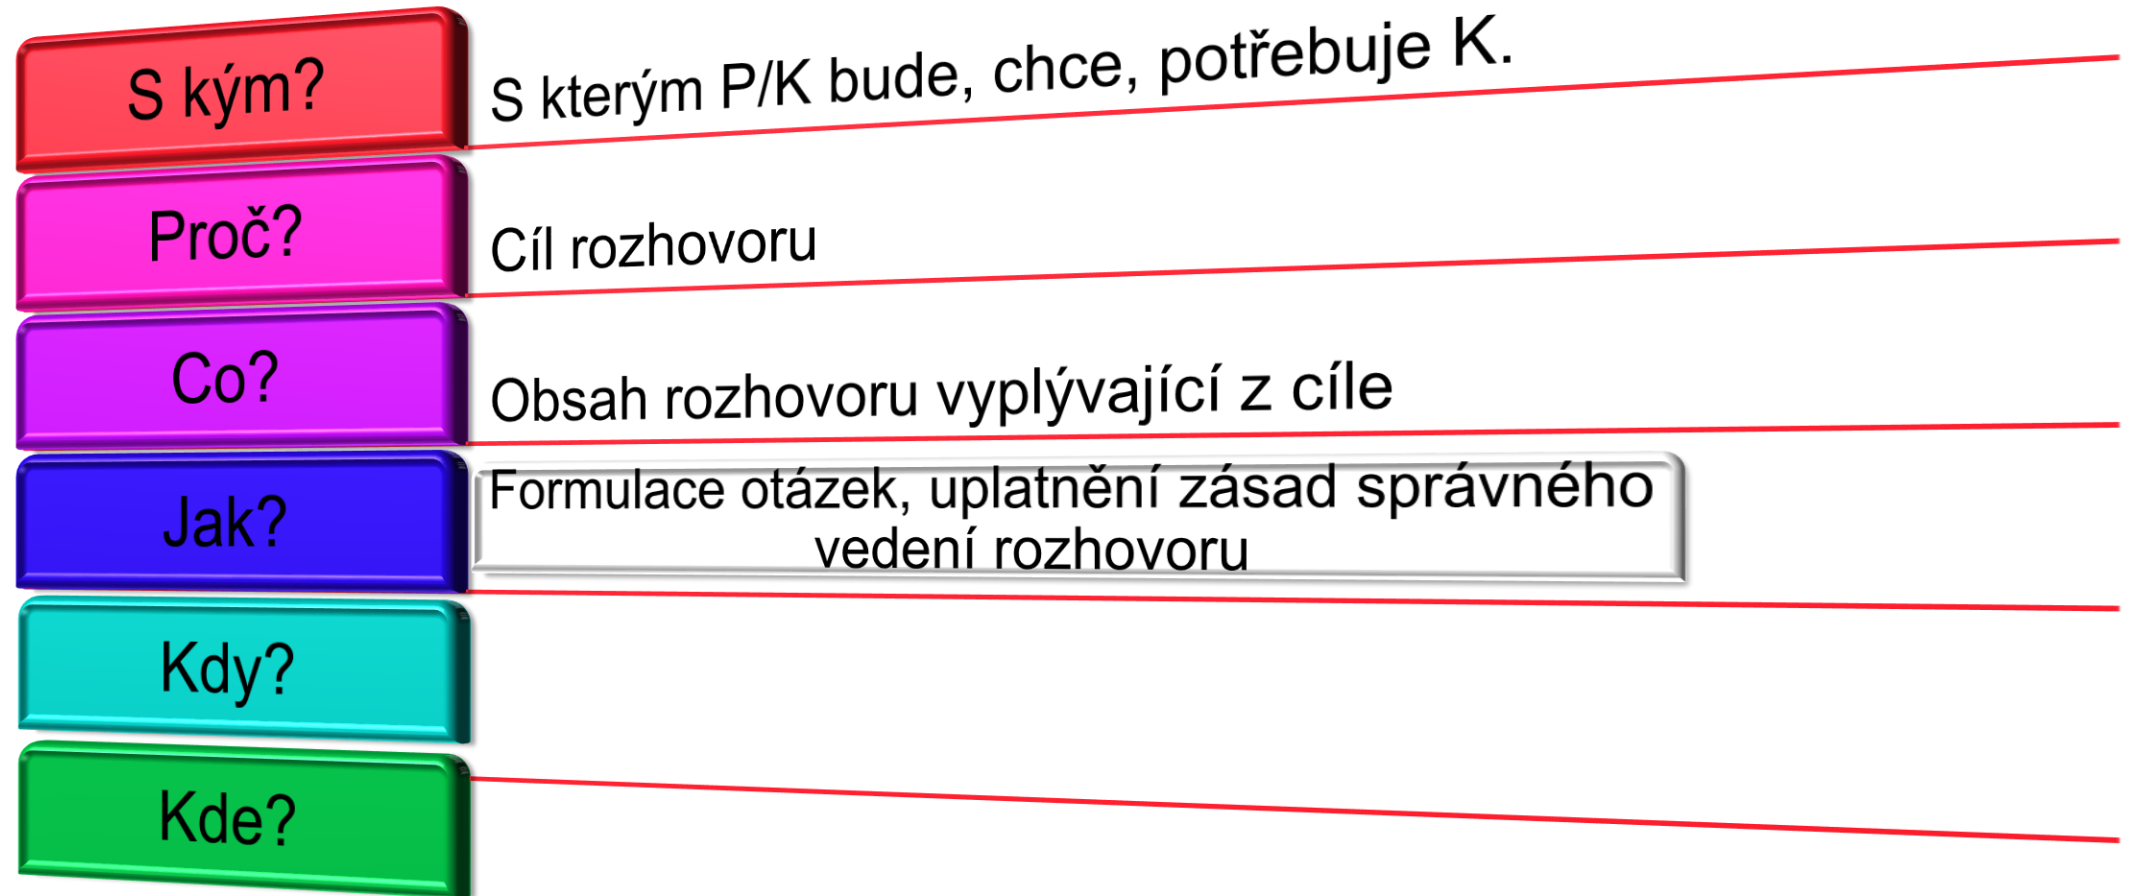 S kým?
S kterým P/K bude, chce, potřebuje K.
Proč?
Cíl rozhovoru
Co?
Obsah rozhovoru vyplývající z cíle
Jak?
Formulace otázek, uplatnění zásad správného
vedení rozhovoru
Kdy?
Kde?